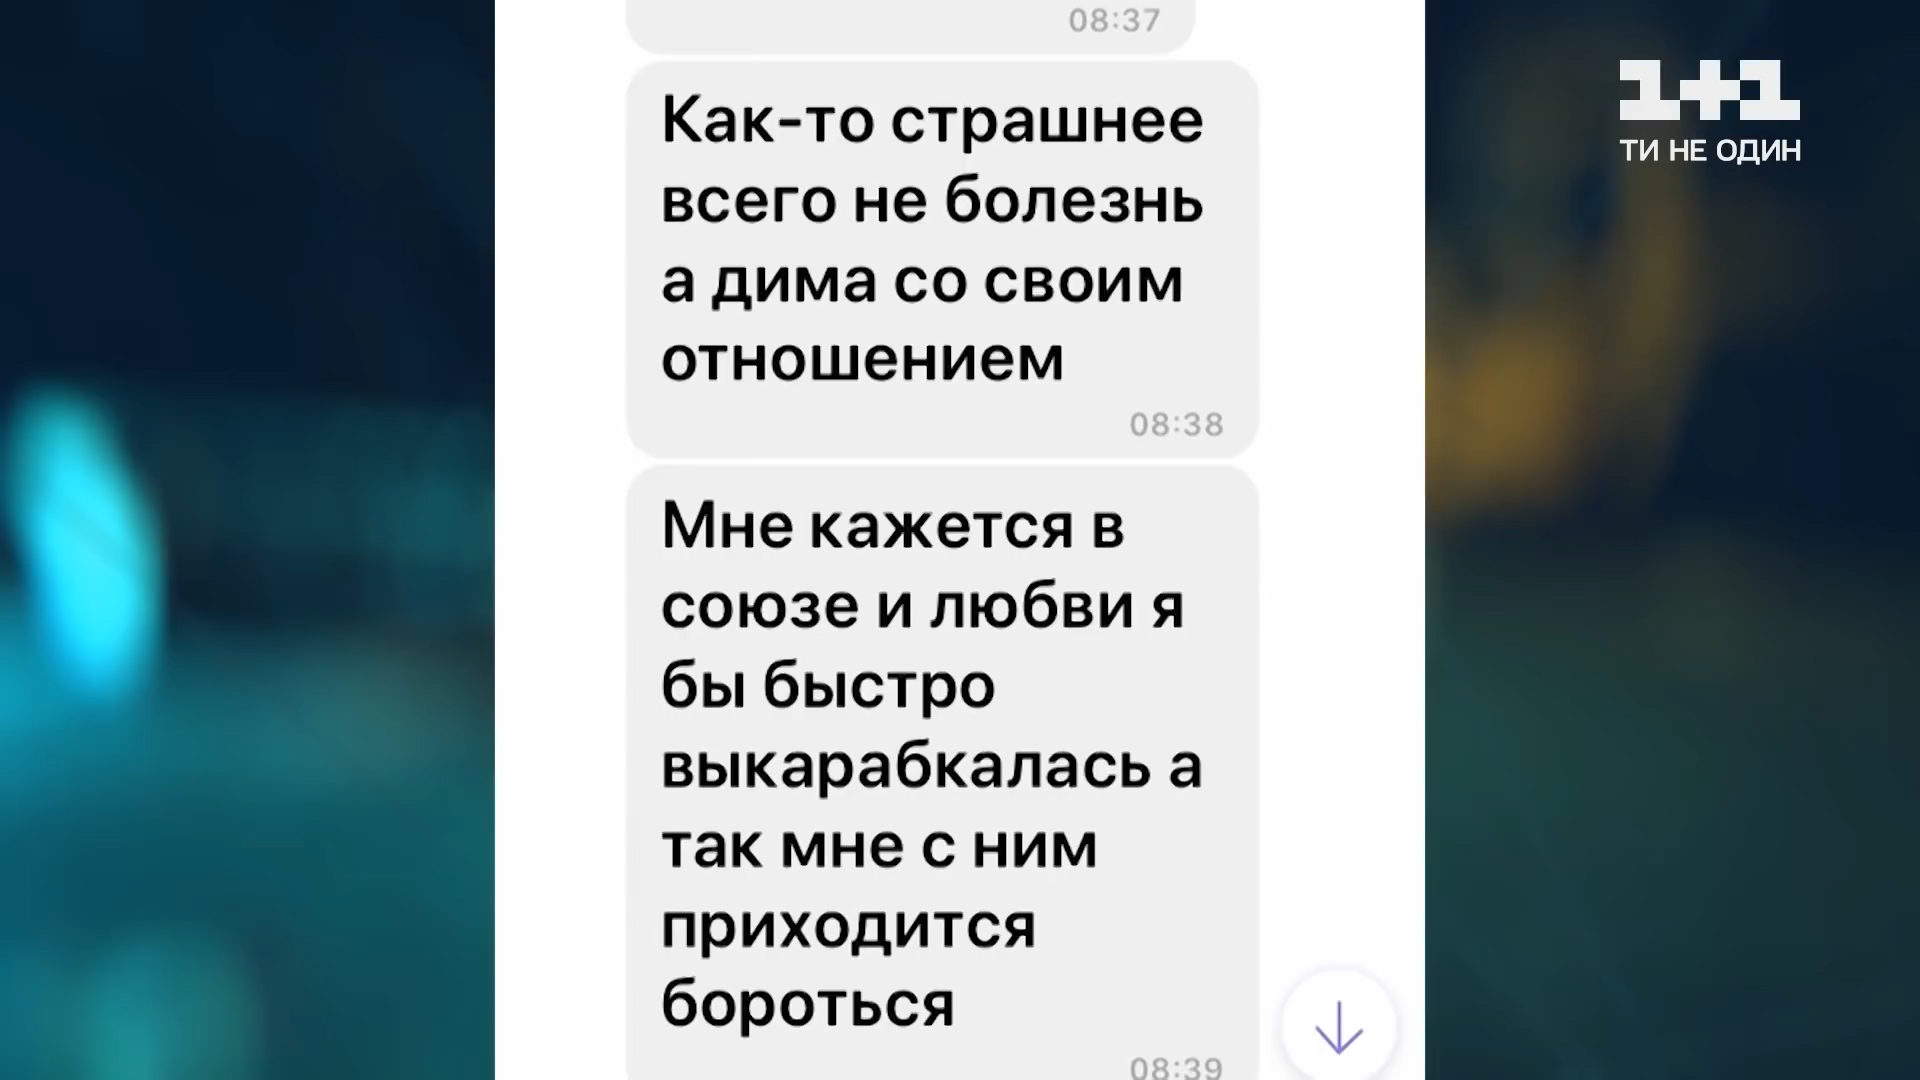 08:37
Как-то страшнее
всего не болезнь
а дима со своим
отношением
08:38
Мне кажется в
союзе и любви я
бы быстро
выкарабкалась а
так мне с ним
приходится
бороться
08:39
1+1
ТИ НЕ ОДИН